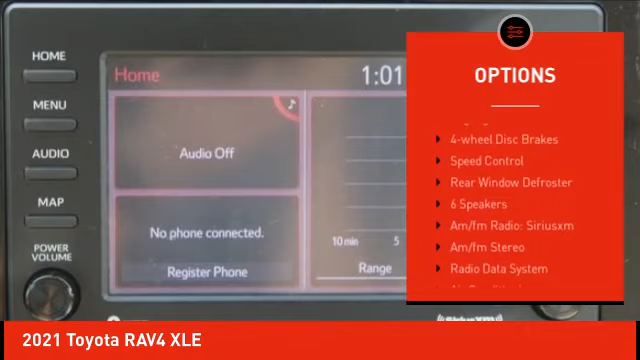 HOME
MENU
AUDIO
MAP
POWER
VOLUME
Home
1:01
Audio Off
No phone connected.
Register Phone
10 min 5
Range
OPTIONS
4-wheel Disc Brakes
Speed Control
Rear Window Defroster
6 Speakers
Am/fm Radio: Siriusxm
Am/fm Stereo
Radio Data System
2021 Toyota RAV4 XLE